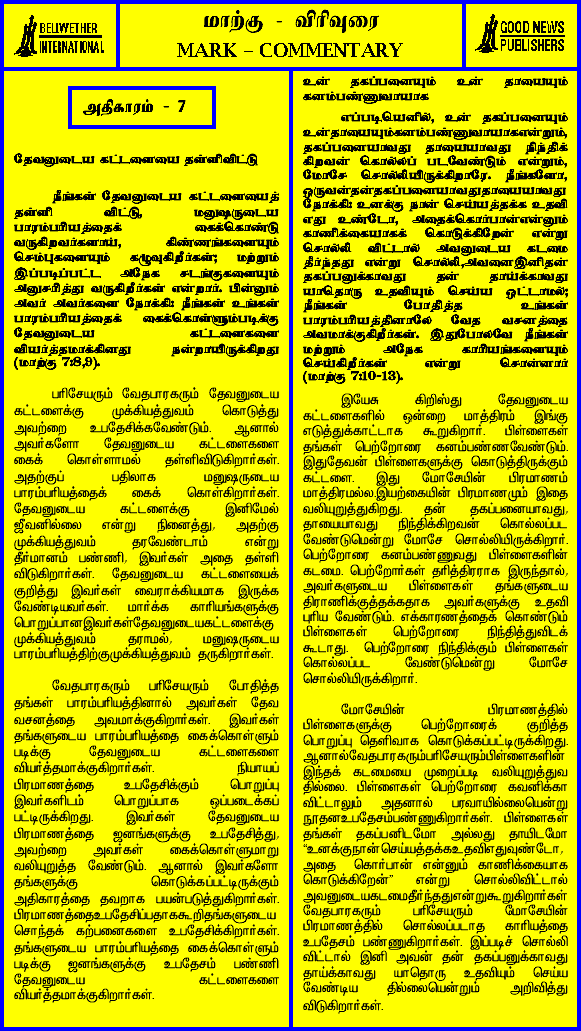 BELWETHER
INTERNATIONAL
மாற்கு - விரிவுரை
MARK – COMMENTARY
GOOD NEWS
PUBLISHERS
அதிகாரம் - 7
தேவனுடைய கட்டளையை தள்ளிவிட்டு
நீங்கள் தேவனுடைய கட்டளையைத்
தள்ளி விட்டு, மனுஷருடைய
பாரம்பரியத்தைக் கைக்கொண்டு
வருகிறவர்களாய், கிண்ணங்களையும்
செம்புகளையும் கழுவுகிறீர்கள்; மற்றும்
இப்படிப்பட்ட அநேக சடங்குகளையும்
அனுசரித்து வருகிறீர்கள் என்றார். பின்னும்
அவர் அவர்களை நோக்கி: நீங்கள் உங்கள்
பாரம்பரியத்தைக் கைக்கொள்ளும்படிக்கு
தேவனுடைய கட்டளைகளை
வியர்த்தமாக்கினது நன்றாயிருக்கிறது
(மாற்கு 7:8,9).
பரிசேயரும் வேதபாரகரும் தேவனுடைய
கட்டளைக்கு முக்கியத்துவம் கொடுத்து
அவற்றை உபதேசிக்கவேண்டும். ஆனால்
அவர்களோ தேவனுடைய கட்டளைகளை
கைக் கொள்ளாமல் தள்ளிவிடுகிறார்கள்.
அதற்குப் பதிலாக மனுஷருடைய
பாரம்பரியத்தைக் கைக் கொள்கிறார்கள்.
தேவனுடைய கட்டளைக்கு இனிமேல்
ஜீவனில்லை என்று நினைத்து, அதற்கு
முக்கியத்துவம் தரவேண்டாம் என்று
தீர்மானம் பண்ணி, இவர்கள் அதை தள்ளி
விடுகிறார்கள். தேவனுடைய கட்டளையைக்
குறித்து இவர்கள் வைராக்கியமாக இருக்க
வேண்டியவர்கள். மார்க்க காரியங்களுக்கு
பொறுப்பானஇவர்கள்தேவனுடையகட்டளைக்கு
முக்கியத்துவம் தராமல், மனுஷருடைய
பாரம்பரியத்திற்குமுக்கியத்துவம் தருகிறார்கள்.
வேதபாரகரும் பரிசேயரும் போதித்த
தங்கள் பாரம்பரியத்தினால் அவர்கள் தேவ
வசனத்தை அவமாக்குகிறார்கள். இவர்கள்
தங்களுடைய பாரம்பரியத்தை கைக்கொள்ளும்
படிக்கு தேவனுடைய கட்டளைகளை
வியர்த்தமாக்குகிறார்கள். நியாயப்
பிரமாணத்தை உபதேசிக்கும் பொறுப்பு
இவர்களிடம் பொறுப்பாக ஒப்படைக்கப்
பட்டிருக்கிறது. இவர்கள் தேவனுடைய
பிரமாணத்தை ஜனங்களுக்கு உபதேசித்து,
அவற்றை அவர்கள் கைக்கொள்ளுமாறு
வலியுறுத்த வேண்டும். ஆனால் இவர்களோ
தங்களுக்கு கொடுக்கப்பட்டிருக்கும்
அதிகாரத்தை தவறாக பயன்படுத்துகிறார்கள்.
பிரமாணத்தைஉபதேசிப்பதாககூறிதங்களுடைய
சொந்தக் கற்பனைகளை உபதேசிக்கிறார்கள்.
தங்களுடைய பாரம்பரியத்தை கைக்கொள்ளும்
படிக்கு ஜனங்களுக்கு உபதேசம் பண்ணி
தேவனுடைய கட்டளைகளை
வியர்த்தமாக்குகிறார்கள்.
உன் தகப்பனையும் உன் தாயையும்
கனம்பண்ணுவாயாக
எப்படியெனில், உன் தகப்பனையும்
உன்தாயையும்கனம்பண்ணுவாயாகஎன்றும்,
தகப்பனையாவது தாயையாவது நிந்திக்
கிறவன் கொல்லப் படவேண்டும் என்றும்,
மோசே சொல்லியிருக்கிறாரே. நீங்களோ,
ஒருவன்தன்தகப்பனையாவதுதாயையாவது
நோக்கி: உனக்கு நான் செய்யத்தக்க உதவி
எது உண்டோ, அதைக்கொர்பான்என்னும்
காணிக்கையாகக் கொடுக்கிறேன் என்று
சொல்லி விட்டால் அவனுடைய கடமை
தீர்ந்தது என்று சொல்லி,அவனைஇனிதன்
தகப்பனுக்காவது தன் தாய்க்காவது
யாதொரு உதவியும் செய்ய ஒட்டாமல்;
நீங்கள் போதித்த உங்கள்
பாரம்பரியத்தினாலே வேத வசனத்தை
அவமாக்குகிறீர்கள். இதுபோலவே நீங்கள்
மற்றும் அநேக காரியங்களையும்
செய்கிறீர்கள் என்று சொன்னார்
(மாற்கு 7:10-13).
இயேசு கிறிஸ்து தேவனுடைய
கட்டளைகளில் ஒன்றை மாத்திரம் இங்கு
எடுத்துக்காட்டாக கூறுகிறார். பிள்ளைகள்
தங்கள் பெற்றோரை கனம்பண்ணவேண்டும்.
இதுதேவன் பிள்ளைகளுக்கு கொடுத்திருக்கும்
கட்டளை. இது மோசேயின் பிரமாணம்
மாத்திரமல்ல.இயற்கையின் பிரமாணமும் இதை
வலியுறுத்துகிறது. தன் தகப்பனையாவது,
தாயையாவது நிந்திக்கிறவன் கொல்லப்பட
வேண்டுமென்று மோசே சொல்லியிருக்கிறார்.
பெற்றோரை கனம்பண்ணுவது பிள்ளைகளின்
கடமை. பெற்றோர்கள் தரித்திரராக இருந்தால்,
அவர்களுடைய பிள்ளைகள் தங்களுடைய
திராணிக்குத்தக்கதாக அவர்களுக்கு உதவி
புரிய வேண்டும். எக்காரணத்தைக் கொண்டும்
பிள்ளைகள் பெற்றோரை நிந்தித்துவிடக்
கூடாது. பெற்றோரை நிந்திக்கும் பிள்ளைகள்
கொல்லப்பட வேண்டுமென்று மோசே
சொல்லியிருக்கிறார்.
மோசேயின் பிரமாணத்தில்
பிள்ளைகளுக்கு பெற்றோரைக் குறித்த
பொறுப்பு தெளிவாக கொடுக்கப்பட்டிருக்கிறது.
ஆனால்வேதபாரகரும்பரிசேயரும்பிள்ளைகளின்
இந்தக் கடமையை முறைப்படி வலியுறுத்துவ
தில்லை. பிள்ளைகள் பெற்றோரை கவனிக்கா
விட்டாலும் அதனால் பரவாயில்லையென்று
நூதனஉபதேசம்பண்ணுகிறார்கள். பிள்ளைகள்
தங்கள் தகப்பனிடமோ அல்லது தாயிடமோ
“உனக்குநான்செய்யத்தக்கஉதவிஎதுவுண்டோ,
அதை கொர்பான் என்னும் காணிக்கையாக
கொடுக்கிறேன்” என்று சொல்லிவிட்டால்
அவனுடையகடமைதீர்ந்ததுஎன்றுகூறுகிறார்கள்
வேதபாரகரும் பரிசேயரும் மோசேயின்
பிரமாணத்தில் சொல்லப்படாத காரியத்தை
உபதேசம் பண்ணுகிறார்கள். இப்படிச் சொல்லி
விட்டால் இனி அவன் தன் தகப்பனுக்காவது
தாய்க்காவது யாதொரு உதவியும் செய்ய
வேண்டிய தில்லையென்றும் அறிவித்து
விடுகிறார்கள்.